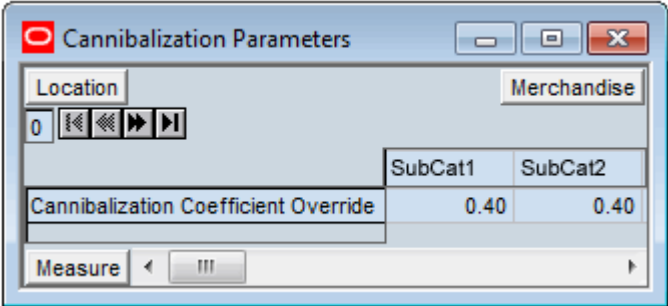 Cannibalization Parameters
Location Merchandise
0
SubCat1 SubCat2
Cannibalization Coefficient Override 0.40 0.40
Measure